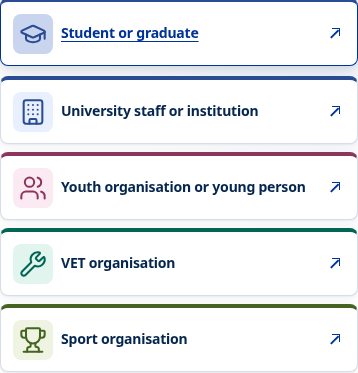 Student or graduate
University staff or institution
Youth organisation or young person
VET organisation
Sport organisation